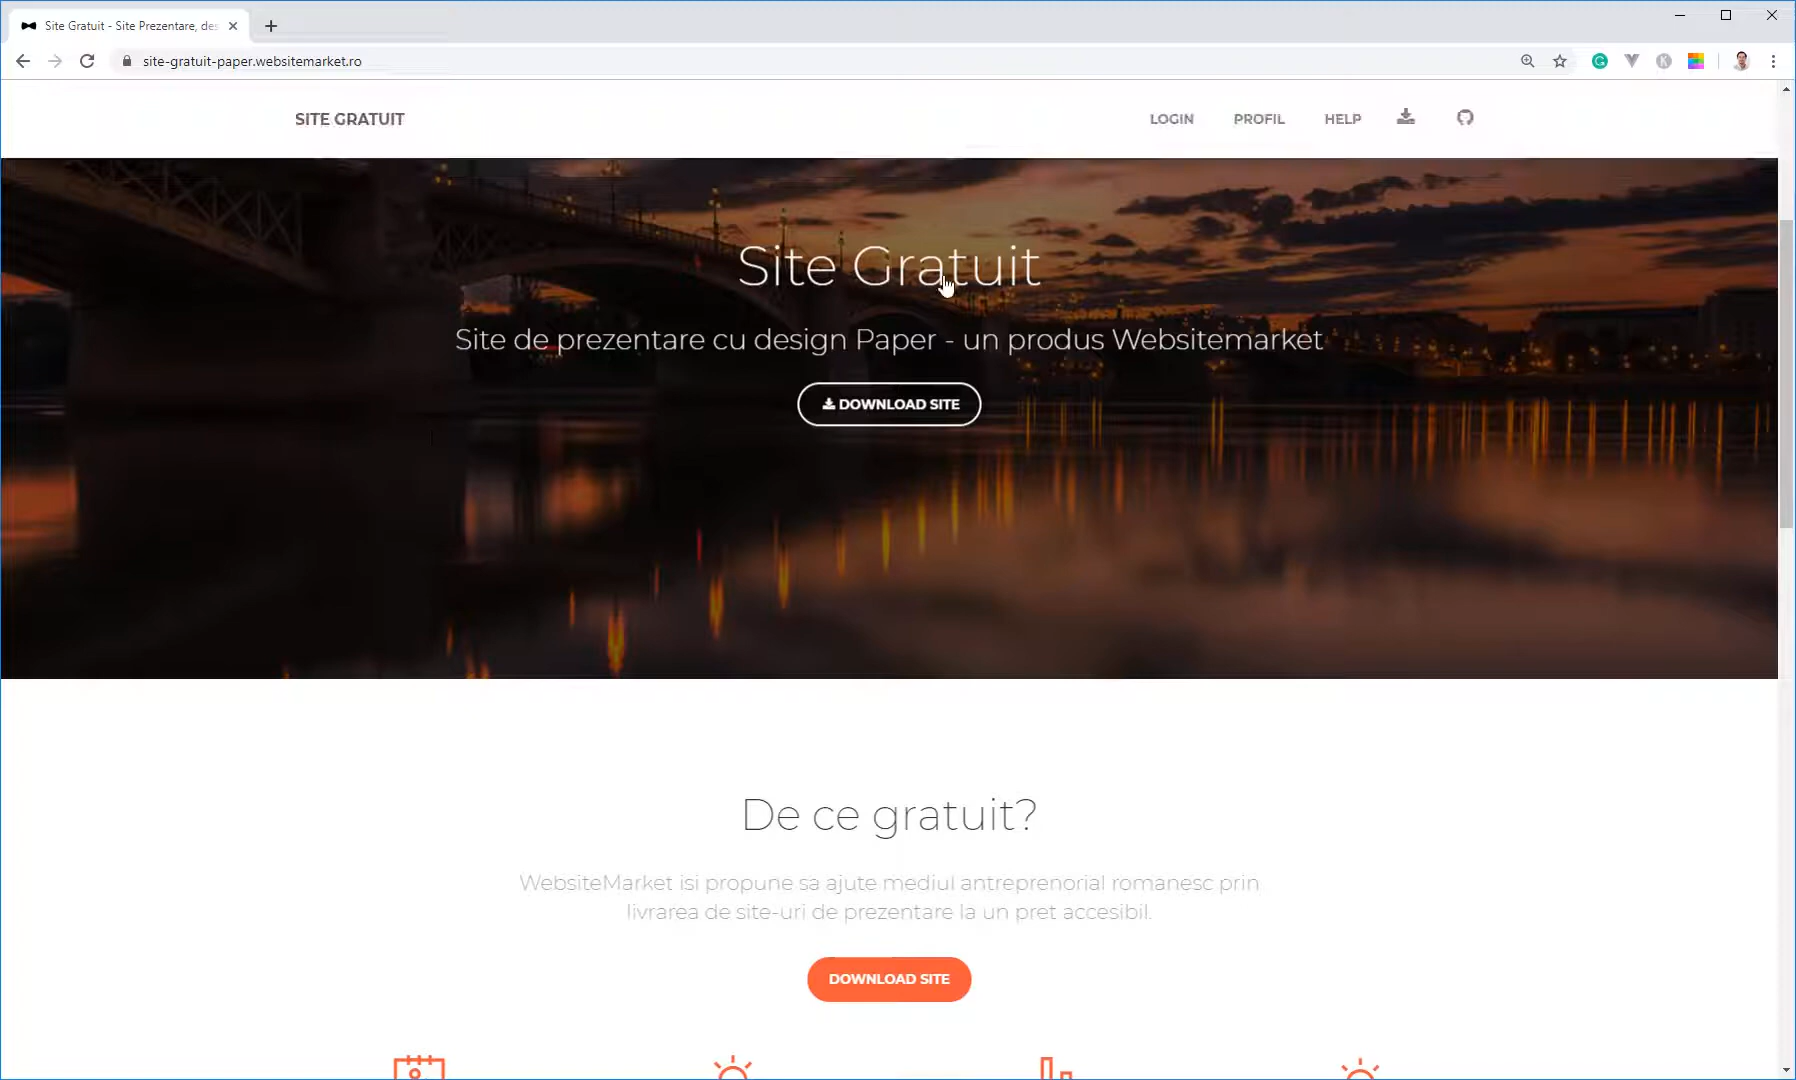 Site Gratuit - Site Prezentare, des
site-gratuit-paper.websitemarket.ro
SITE GRATUIT
LOGIN PROFIL HELP
Site Gratuit
Site de prezentare cu design Paper - un produs Websitemarket
DOWNLOAD SITE
De ce gratuit?
WebsiteMarket isi propune sa ajute mediul antreprenorial romanesc prin
livrarea de site-uri de prezentare la un pret accesibil.
DOWNLOAD SITE